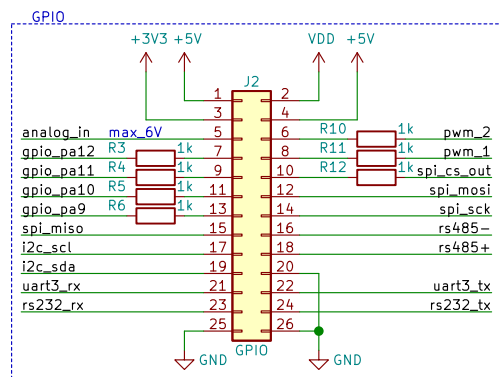 GPIO
+3V3 +5V VDD +5V
J2
1 2
3 4
analog_in max_6V 5 6 R10 1k pwm_2
gpio_pa12 R3 1k 7 8 R11 1k pwm_1
gpio_pa11 R4 1k 9 10 R12 1k spi_cs_out
gpio_pa10 R5 1k 11 12 spi_mosi
gpio_pa9 R6 1k 13 14 spi_sck
spi_miso 15 16 rs485-
i2c_scl 17 18 rs485+
i2c_sda 19 20
uart3_rx 21 22 uart3_tx
rs232_rx 23 24 rs232_tx
25 26
GND GPIO GND